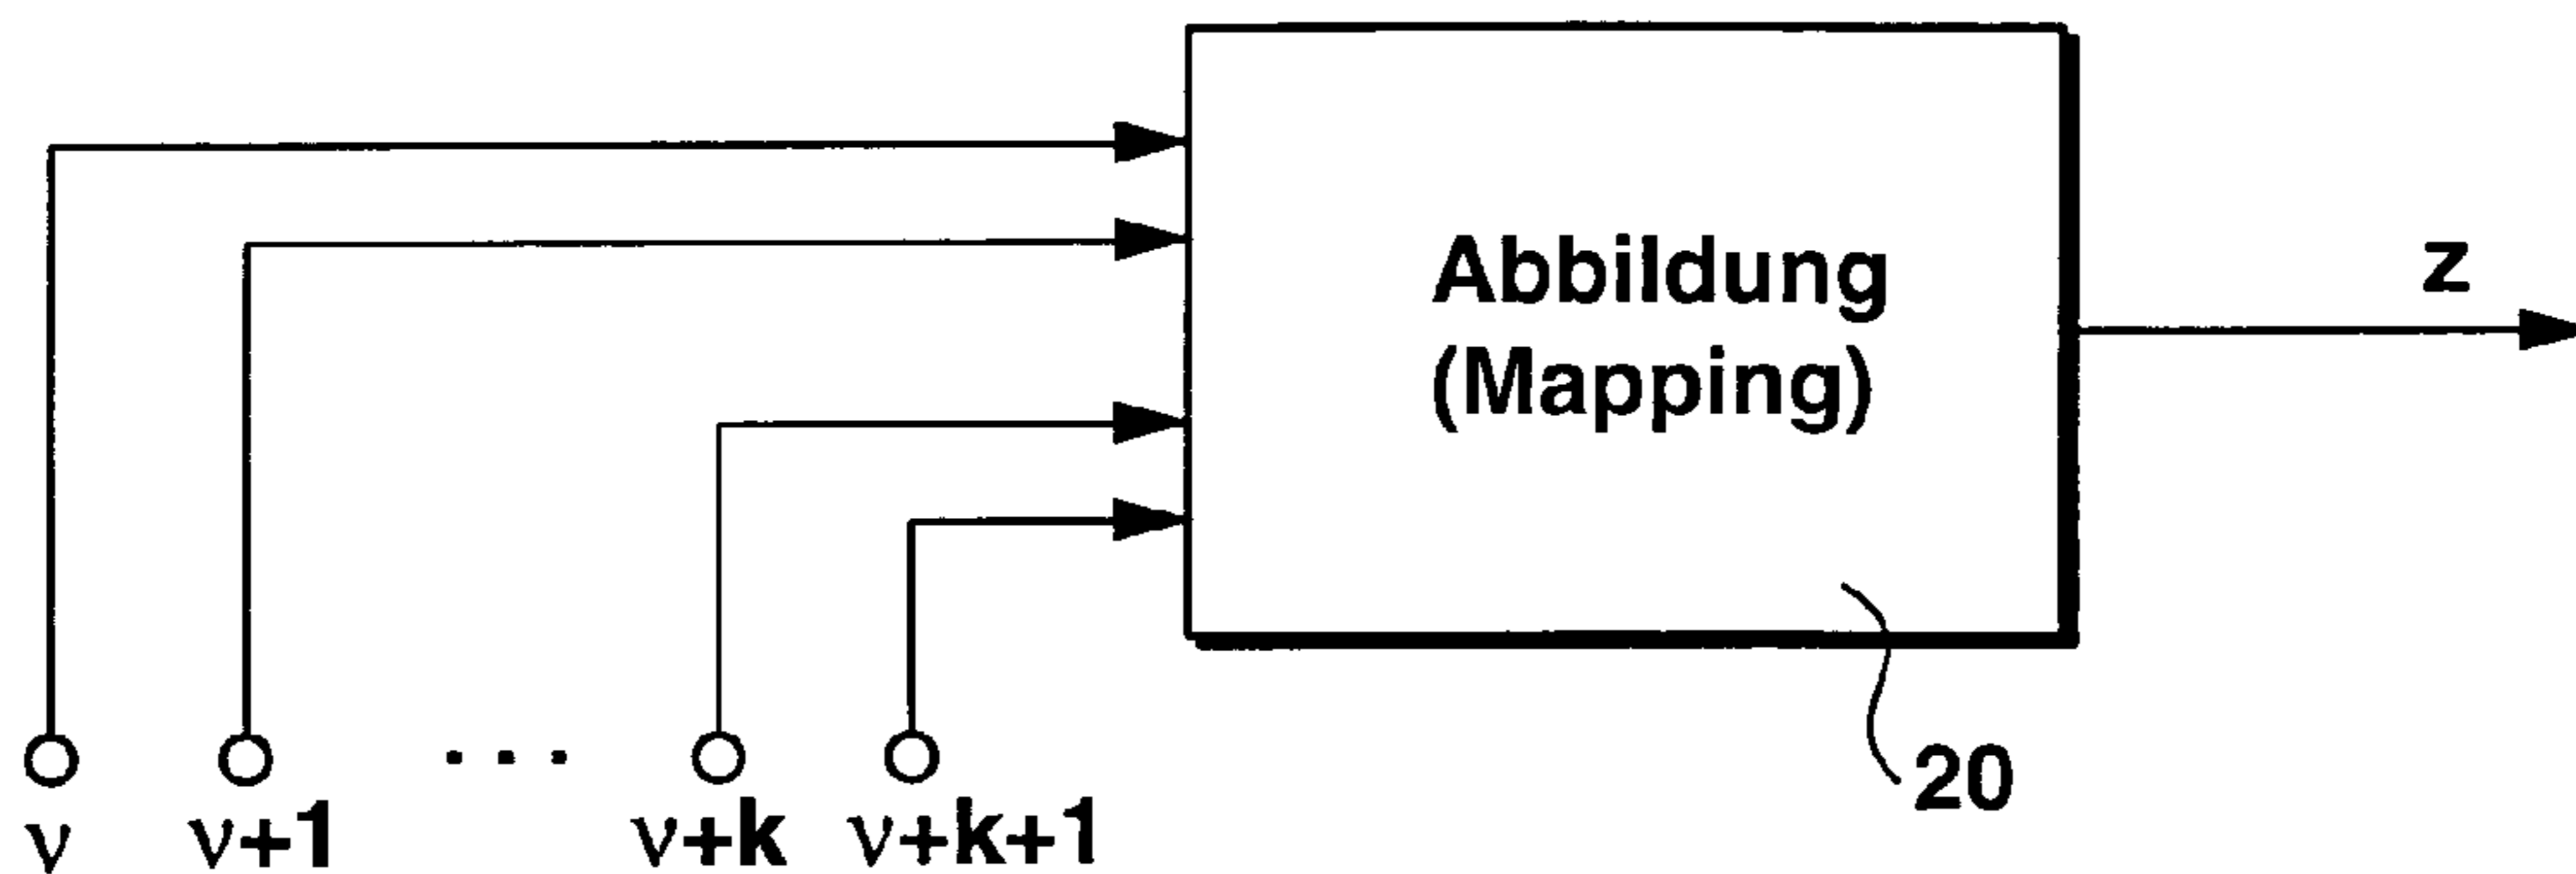 Abbildung
(Mapping)
z
20
ν ν+1 ... ν+k ν+k+1